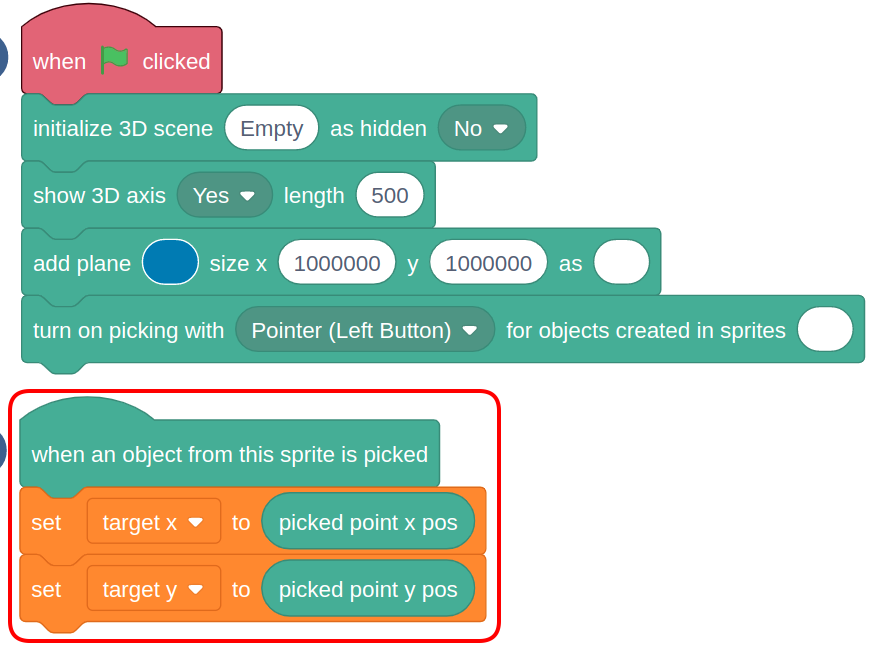 when clicked
initialize 3D scene Empty as hidden No
show 3D axis Yes length 500
add plane size x 1000000 y 1000000 as
turn on picking with Pointer (Left Button) for objects created in sprites
when an object from this sprite is picked
set target x to picked point x pos
set target y to picked point y pos